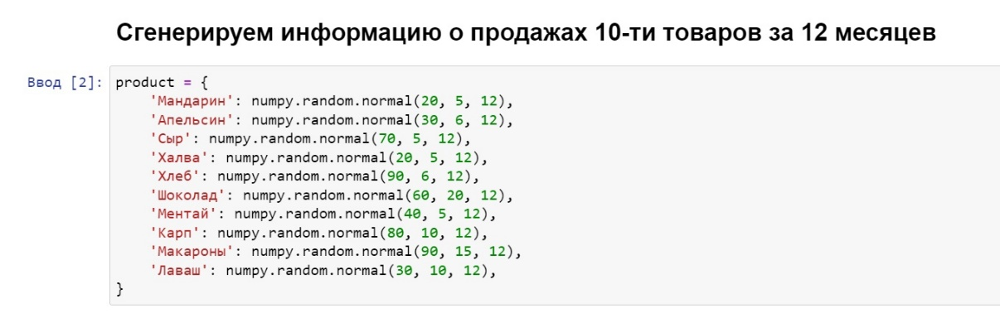 Сгенерируем информацию о продажах 10-ти товаров за 12 месяцев
Ввод [2]: product = {
    'Мандарин': numpy.random.normal(20, 5, 12),
    'Апельсин': numpy.random.normal(30, 6, 12),
    'Сыр': numpy.random.normal(70, 5, 12),
    'Халва': numpy.random.normal(20, 5, 12),
    'Хлеб': numpy.random.normal(90, 6, 12),
    'Шоколад': numpy.random.normal(60, 20, 12),
    'Ментай': numpy.random.normal(40, 5, 12),
    'Карп': numpy.random.normal(80, 10, 12),
    'Макароны': numpy.random.normal(90, 15, 12),
    'Лаваш': numpy.random.normal(30, 10, 12),
}